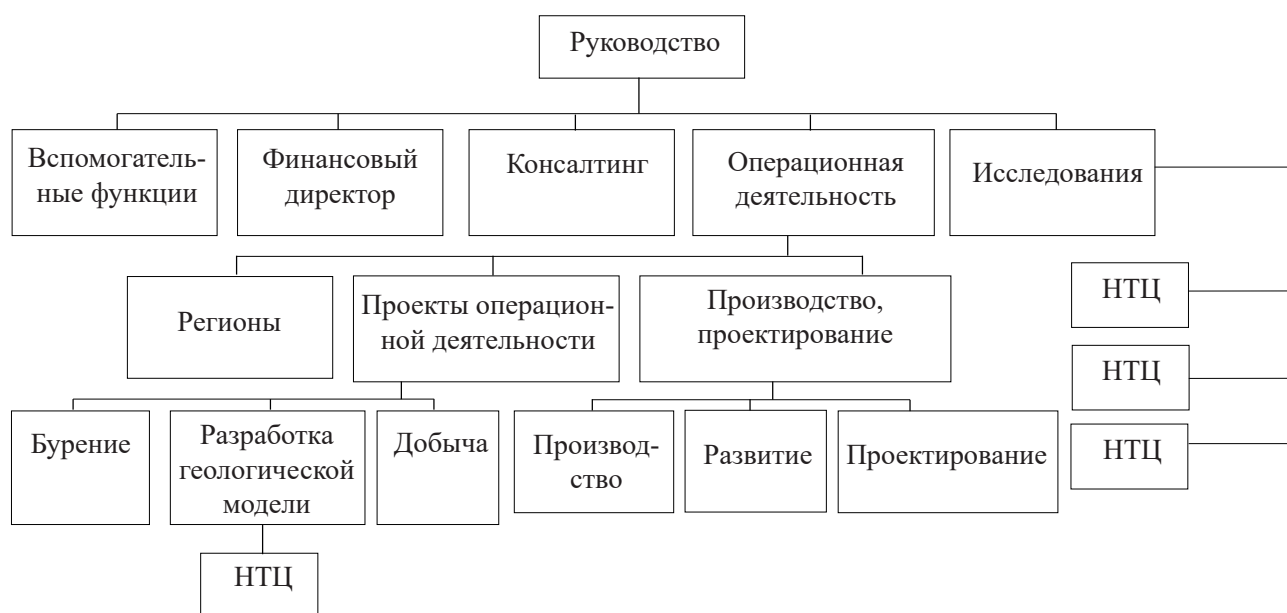 Руководство
Вспомогатель-
ные функции
Финансовый
директор
Консалтинг
Операционная
деятельность
Исследования
Регионы
Проекты операцион-
ной деятельности
Производство,
проектирование
НТЦ
НТЦ
НТЦ
Бурение
Разработка
геологической
модели
Добыча
Производ-
ство
Развитие
Проектирование
НТЦ